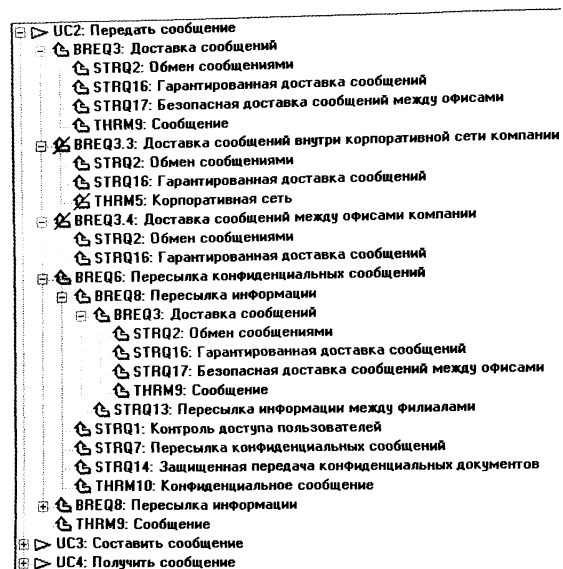 UC2: Передать сообщение
BREQ3: Доставка сообщений
STRQ2: Обмен сообщениями
STRQ16: Гарантированная доставка сообщений
STRQ17: Безопасная доставка сообщений между офисами
THRM9: Сообщение
BREQ3.3: Доставка сообщений внутри корпоративной сети компании
STRQ2: Обмен сообщениями
STRQ16: Гарантированная доставка сообщений
THRM5: Корпоративная сеть
BREQ3.4: Доставка сообщений между офисами компании
STRQ2: Обмен сообщениями
STRQ16: Гарантированная доставка сообщений
BREQ6: Пересылка конфиденциальных сообщений
BREQ8: Пересылка информации
BREQ3: Доставка сообщений
STRQ2: Обмен сообщениями
STRQ16: Гарантированная доставка сообщений
STRQ17: Безопасная доставка сообщений между офисами
THRM9: Сообщение
STRQ13: Пересылка информации между филиалами
STRQ1: Контроль доступа пользователей
STRQ7: Пересылка конфиденциальных сообщений
STRQ14: Защищенная передача конфиденциальных документов
THRM10: Конфиденциальное сообщение
BREQ8: Пересылка информации
THRM9: Сообщение
UC3: Составить сообщение
UC4: Получить сообщение